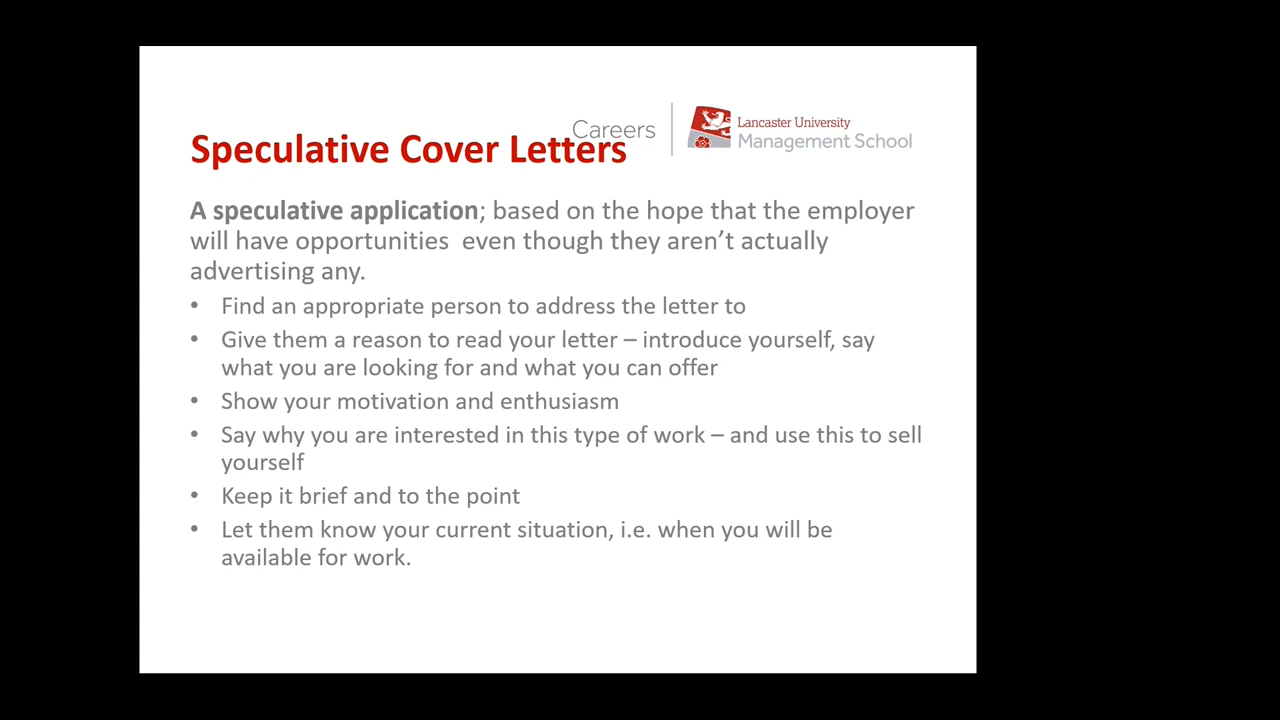 Careers
Lancaster University
Management School
Speculative Cover Letters
A speculative application; based on the hope that the employer
will have opportunities  even though they aren’t actually
advertising any.
• Find an appropriate person to address the letter to
• Give them a reason to read your letter – introduce yourself, say
what you are looking for and what you can offer
• Show your motivation and enthusiasm
• Say why you are interested in this type of work – and use this to sell
yourself
• Keep it brief and to the point
• Let them know your current situation, i.e. when you will be
available for work.